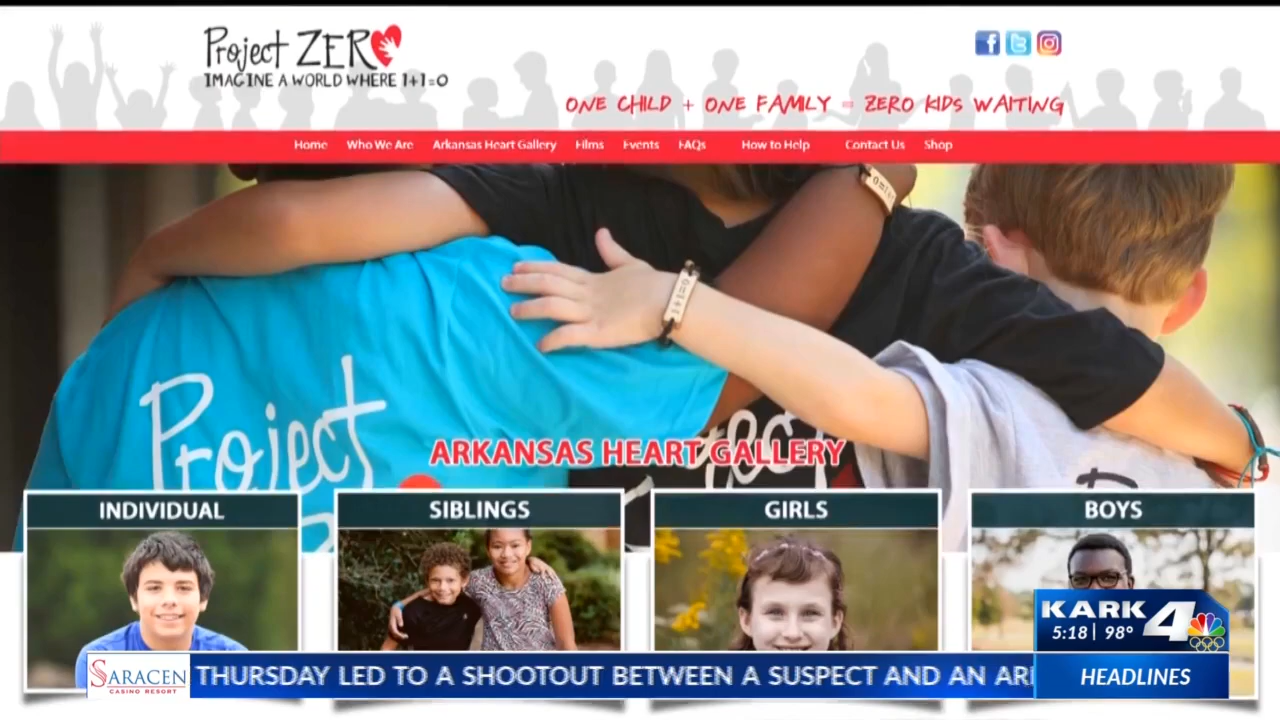 Project ZERO
IMAGINE A WORLD WHERE 1+1=0
ONE CHILD + ONE FAMILY = ZERO KIDS WAITING
Home Who We Are Arkansas Heart Gallery Films Events FAQs How to Help Contact Us Shop
Project
ARKANSAS HEART GALLERY
INDIVIDUAL SIBLINGS GIRLS BOYS
KARK 4
5:18 | 98°
SARACEN
CASINO RESORT
THURSDAY LED TO A SHOOTOUT BETWEEN A SUSPECT AND AN
HEADLINES